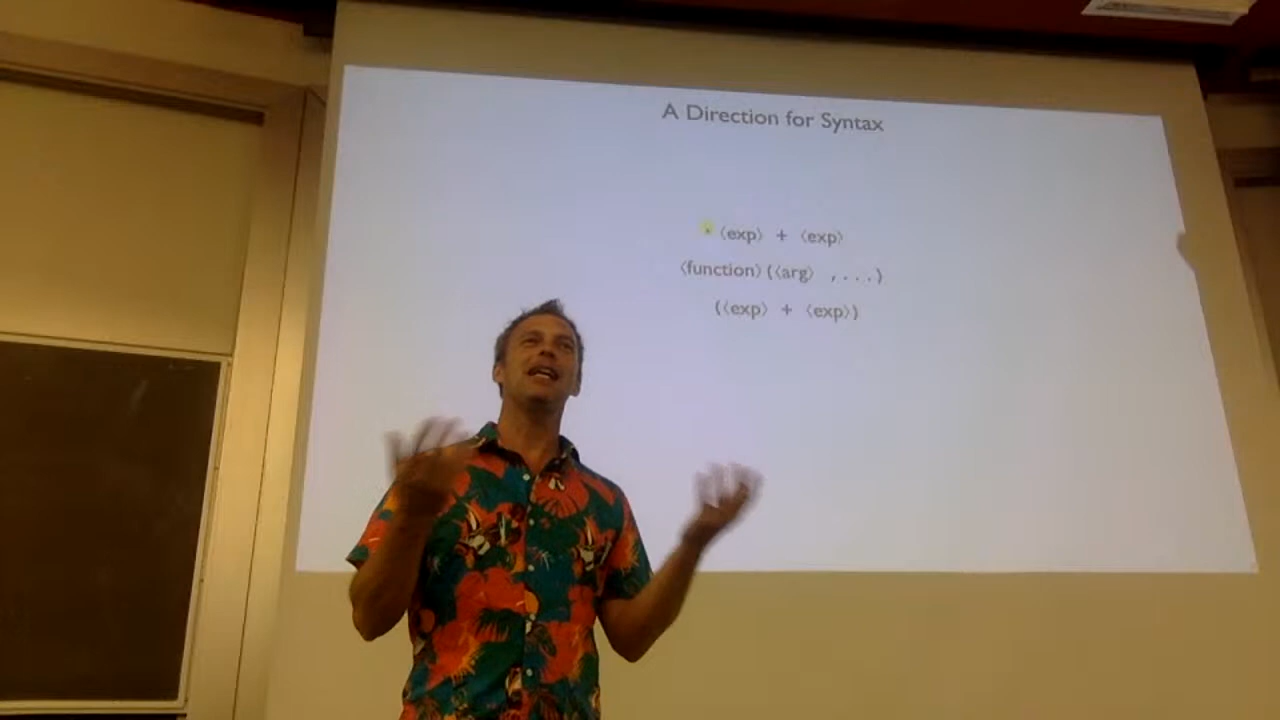 A Direction for Syntax
⟨exp⟩ + ⟨exp⟩
⟨function⟩(⟨arg⟩ ,...)
(⟨exp⟩ + ⟨exp⟩)